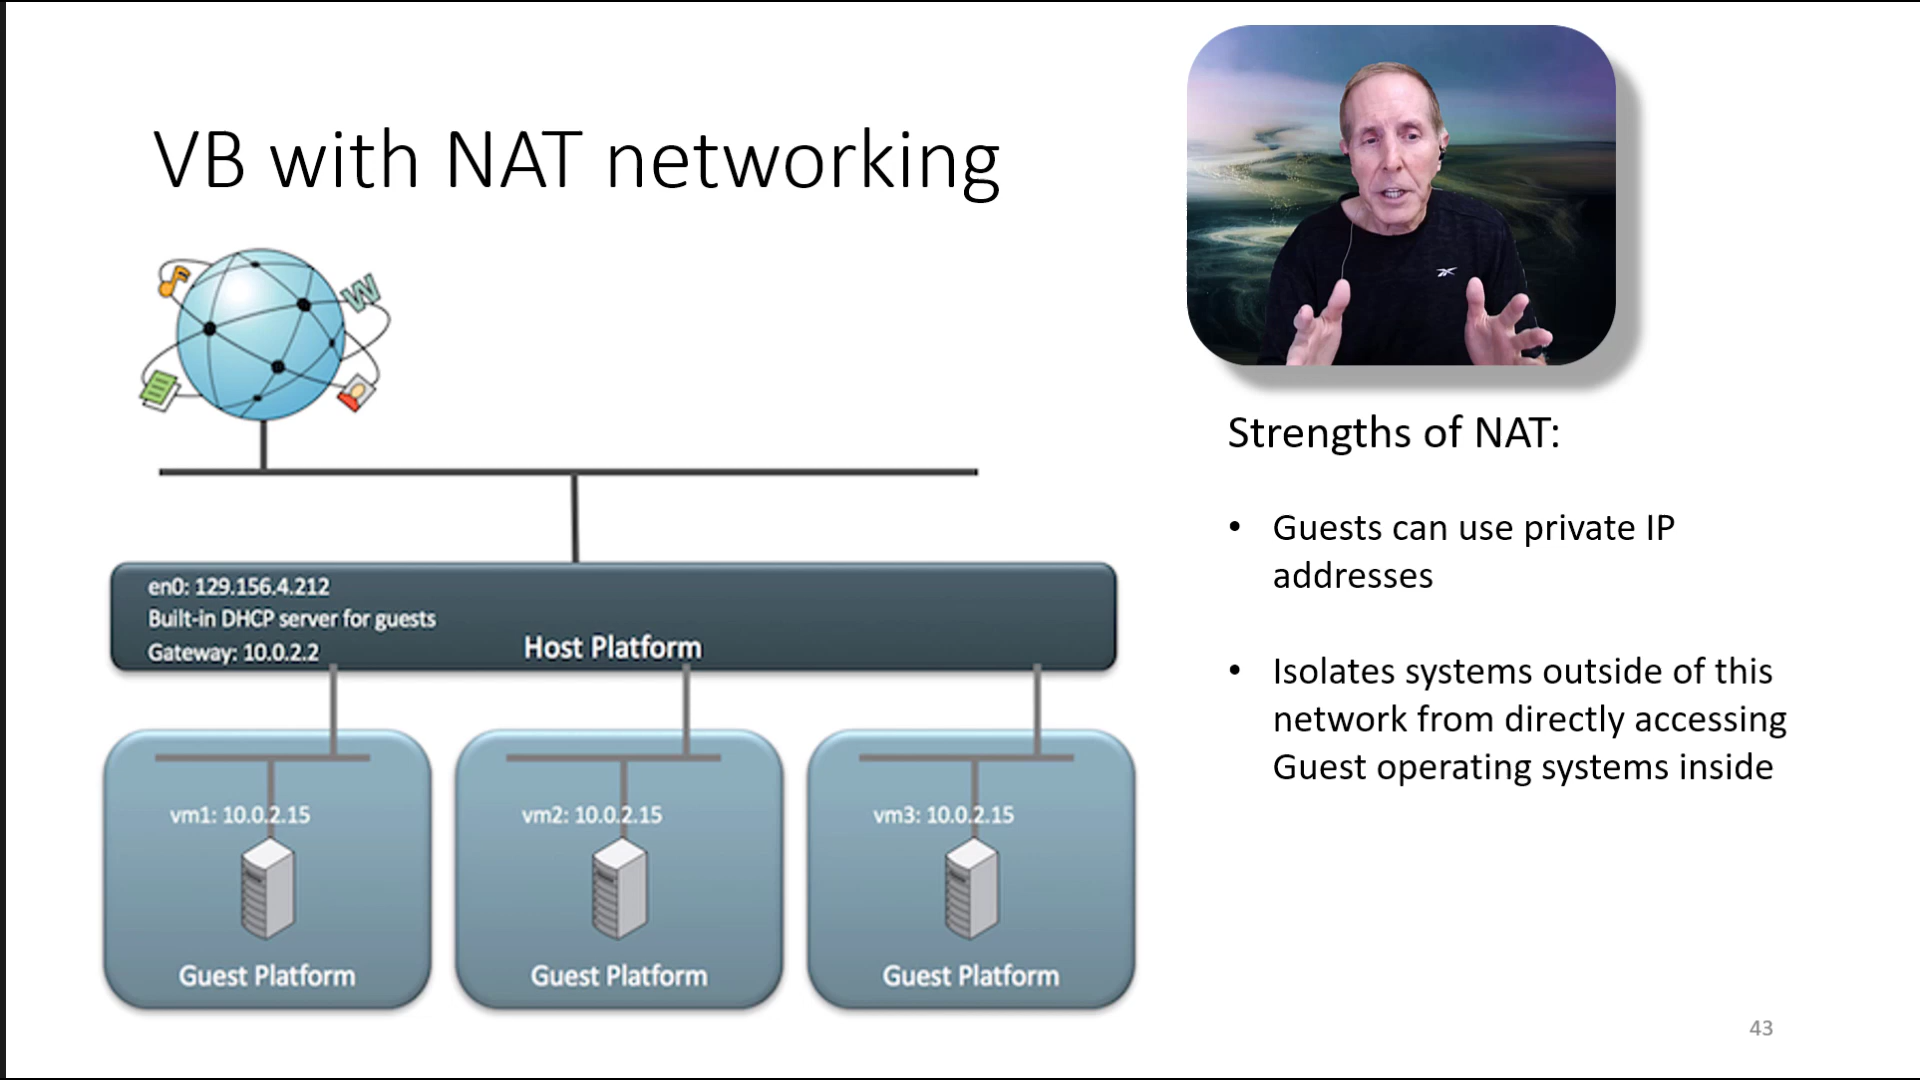 VB with NAT networking
W
en0: 129.156.4.212
Built-in DHCP server for guests
Gateway: 10.0.2.2
Host Platform
vm1: 10.0.2.15
Guest Platform
vm2: 10.0.2.15
Guest Platform
vm3: 10.0.2.15
Guest Platform
Strengths of NAT:
• Guests can use private IP
addresses
• Isolates systems outside of this
network from directly accessing
Guest operating systems inside
43